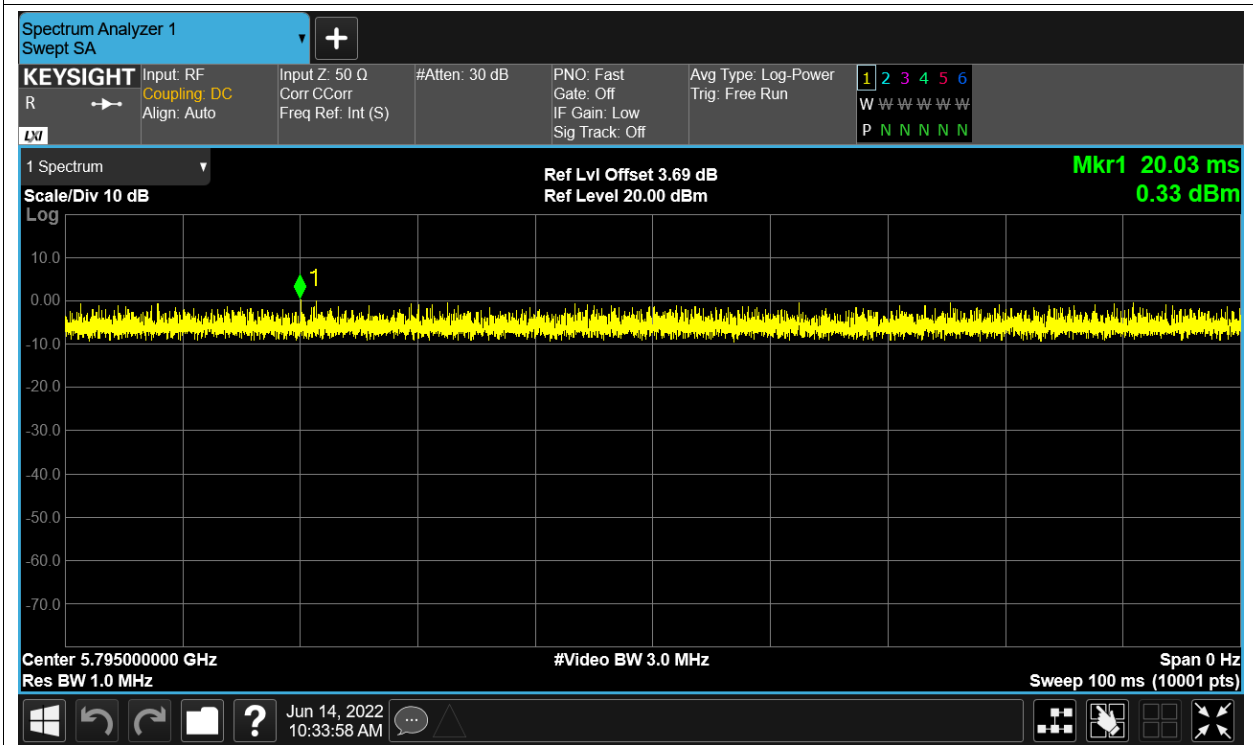 Spectrum Analyzer 1
Swept SA
KEYSIGHT Input: RF Input Z: 50 Ω #Atten: 30 dB PNO: Fast Avg Type: Log-Power 1 2 3 4 5 6
R Coupling: DC Corr CCorr Gate: Off Trig: Free Run W W W W W W
Align: Auto Freq Ref: Int (S) IF Gain: Low
LXI Sig Track: Off P N N N N N
1 Spectrum Ref Lvl Offset 3.69 dB Mkr1 20.03 ms
Scale/Div 10 dB Ref Level 20.00 dBm 0.33 dBm
Log
10.0
1
0.00
-10.0
-20.0
-30.0
-40.0
-50.0
-60.0
-70.0
Center 5.795000000 GHz #Video BW 3.0 MHz Span 0 Hz
Res BW 1.0 MHz Sweep 100 ms (10001 pts)
? Jun 14, 2022
10:33:58 AM